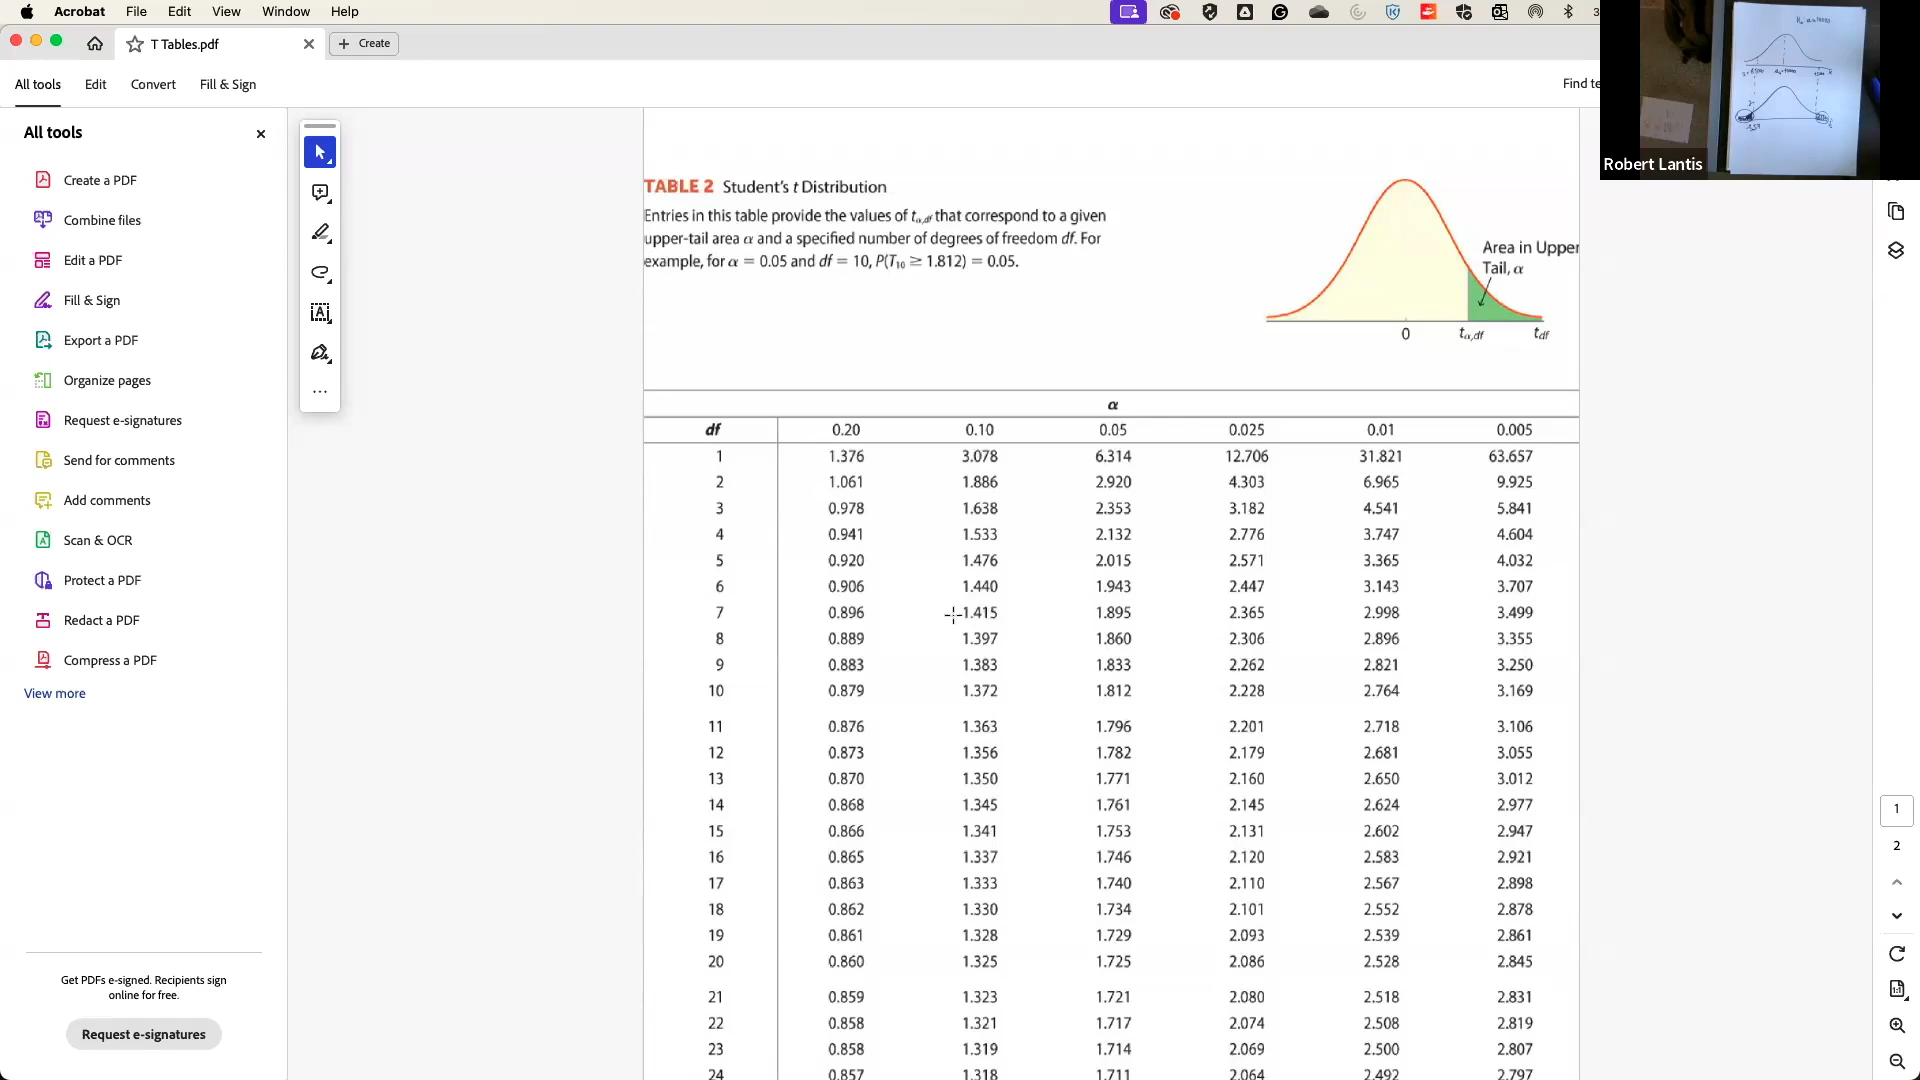 Acrobat File Edit View Window Help
T Tables.pdf
Create
All tools Edit Convert Fill & Sign
Find te
Robert Lantis
All tools
Create a PDF
Combine files
Edit a PDF
Fill & Sign
Export a PDF
Organize pages
Request e-signatures
Send for comments
Add comments
Scan & OCR
Protect a PDF
Redact a PDF
Compress a PDF
View more
Get PDFs e-signed. Recipients sign
online for free.
Request e-signatures
TABLE 2 Student's t Distribution
Entries in this table provide the values of tα,df that correspond to a given
upper-tail area α and a specified number of degrees of freedom df. For
example, for α = 0.05 and df = 10, P(T10 ≥ 1.812) = 0.05.
Area in Upper
Tail, α
0 tα,df tdf
α
df 0.20 0.10 0.05 0.025 0.01 0.005
1 1.376 3.078 6.314 12.706 31.821 63.657
2 1.061 1.886 2.920 4.303 6.965 9.925
3 0.978 1.638 2.353 3.182 4.541 5.841
4 0.941 1.533 2.132 2.776 3.747 4.604
5 0.920 1.476 2.015 2.571 3.365 4.032
6 0.906 1.440 1.943 2.447 3.143 3.707
7 0.896 1.415 1.895 2.365 2.998 3.499
8 0.889 1.397 1.860 2.306 2.896 3.355
9 0.883 1.383 1.833 2.262 2.821 3.250
10 0.879 1.372 1.812 2.228 2.764 3.169
11 0.876 1.363 1.796 2.201 2.718 3.106
12 0.873 1.356 1.782 2.179 2.681 3.055
13 0.870 1.350 1.771 2.160 2.650 3.012
14 0.868 1.345 1.761 2.145 2.624 2.977
15 0.866 1.341 1.753 2.131 2.602 2.947
16 0.865 1.337 1.746 2.120 2.583 2.921
17 0.863 1.333 1.740 2.110 2.567 2.898
18 0.862 1.330 1.734 2.101 2.552 2.878
19 0.861 1.328 1.729 2.093 2.539 2.861
20 0.860 1.325 1.725 2.086 2.528 2.845
21 0.859 1.323 1.721 2.080 2.518 2.831
22 0.858 1.321 1.717 2.074 2.508 2.819
23 0.858 1.319 1.714 2.069 2.500 2.807
24 0.857 1.318 1.711 2.064 2.492 2.797
1
2